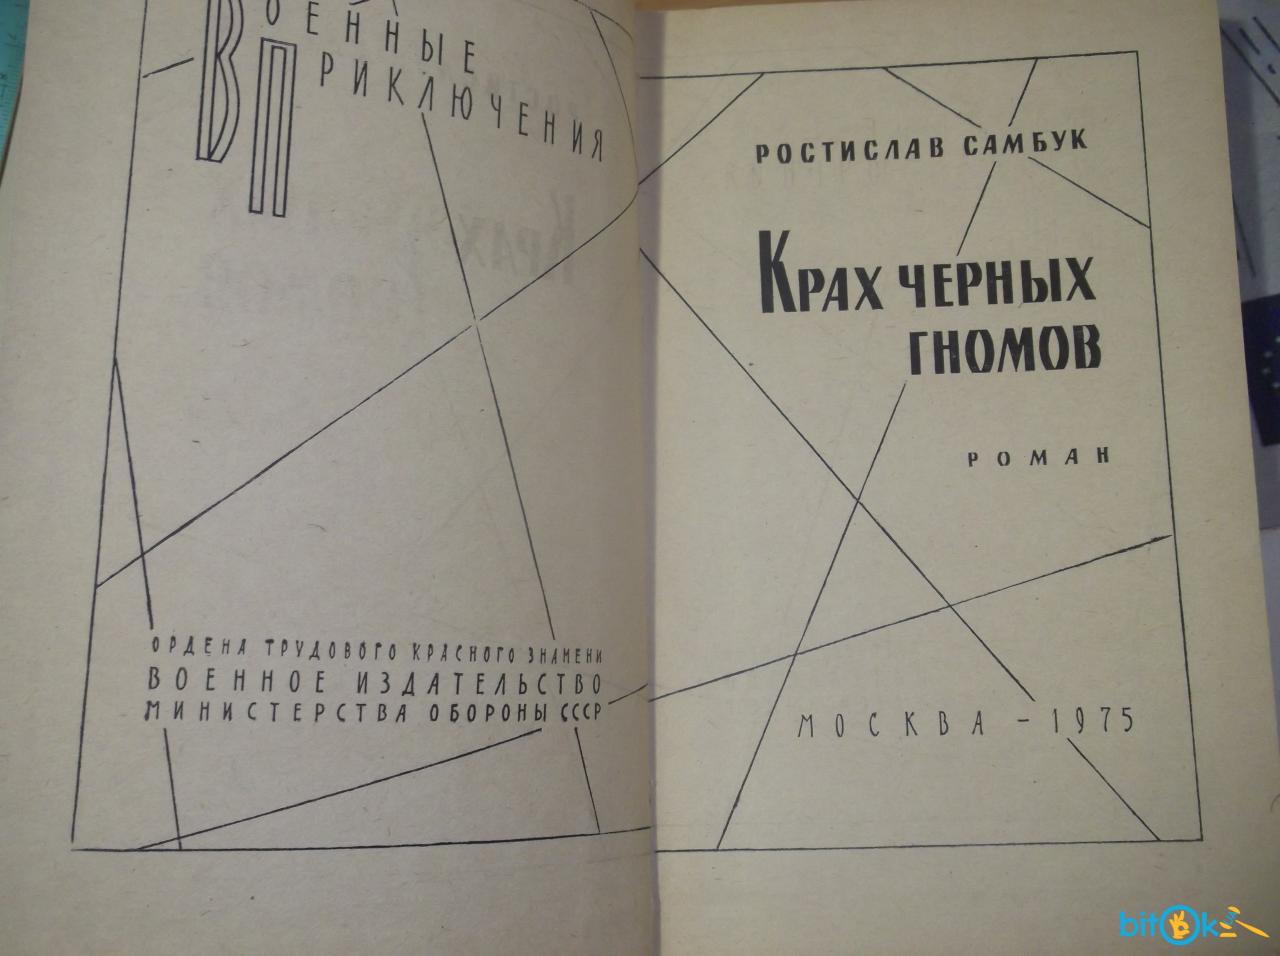 ВОЕННЫЕ
ПРИКЛЮЧЕНИЯ
ОРДЕНА ТРУДОВОГО КРАСНОГО ЗНАМЕНИ
ВОЕННОЕ ИЗДАТЕЛЬСТВО
МИНИСТЕРСТВА ОБОРОНЫ СССР
РОСТИСЛАВ САМБУК
КРАХ ЧЕРНЫХ
ГНОМОВ
РОМАН
МОСКВА – 1975
bitok